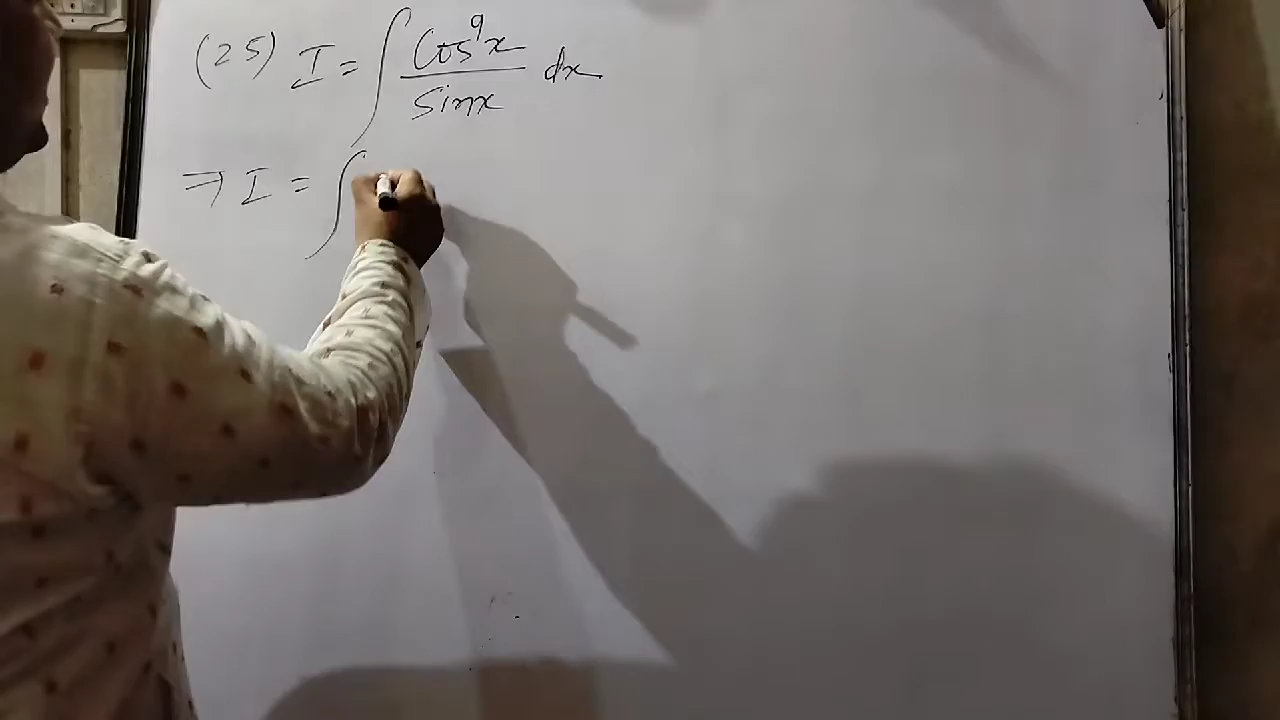 (25) I = ∫ Cos⁹x / sinx dx
⇒ I = ∫